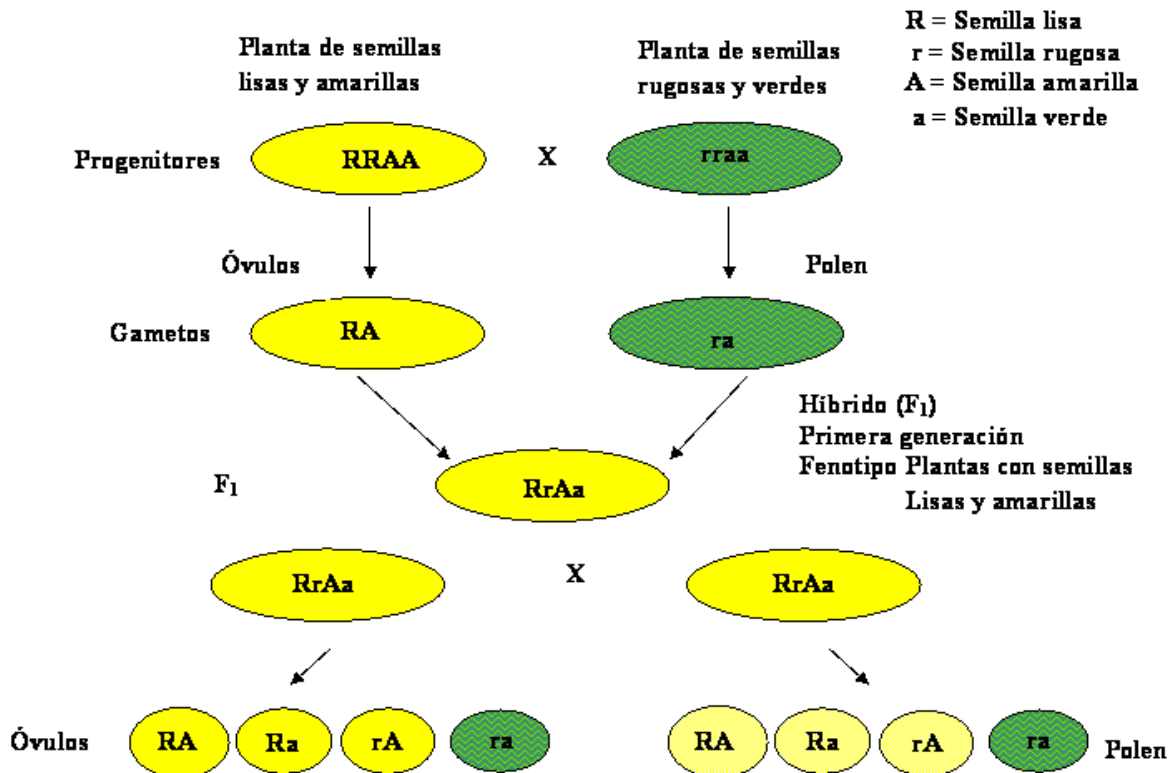 Planta de semillas
lisas y amarillas
Planta de semillas
rugosas y verdes
R = Semilla lisa
r = Semilla rugosa
A = Semilla amarilla
a = Semilla verde
Progenitores
RRAA
X
rraa
Óvulos
Polen
Gametos
RA
ra
Híbrido (F₁)
Primera generación
Fenotipo Plantas con semillas
Lisas y amarillas
F₁
RrAa
RrAa
X
RrAa
Óvulos
RA
Ra
rA
ra
RA
Ra
rA
ra
Polen